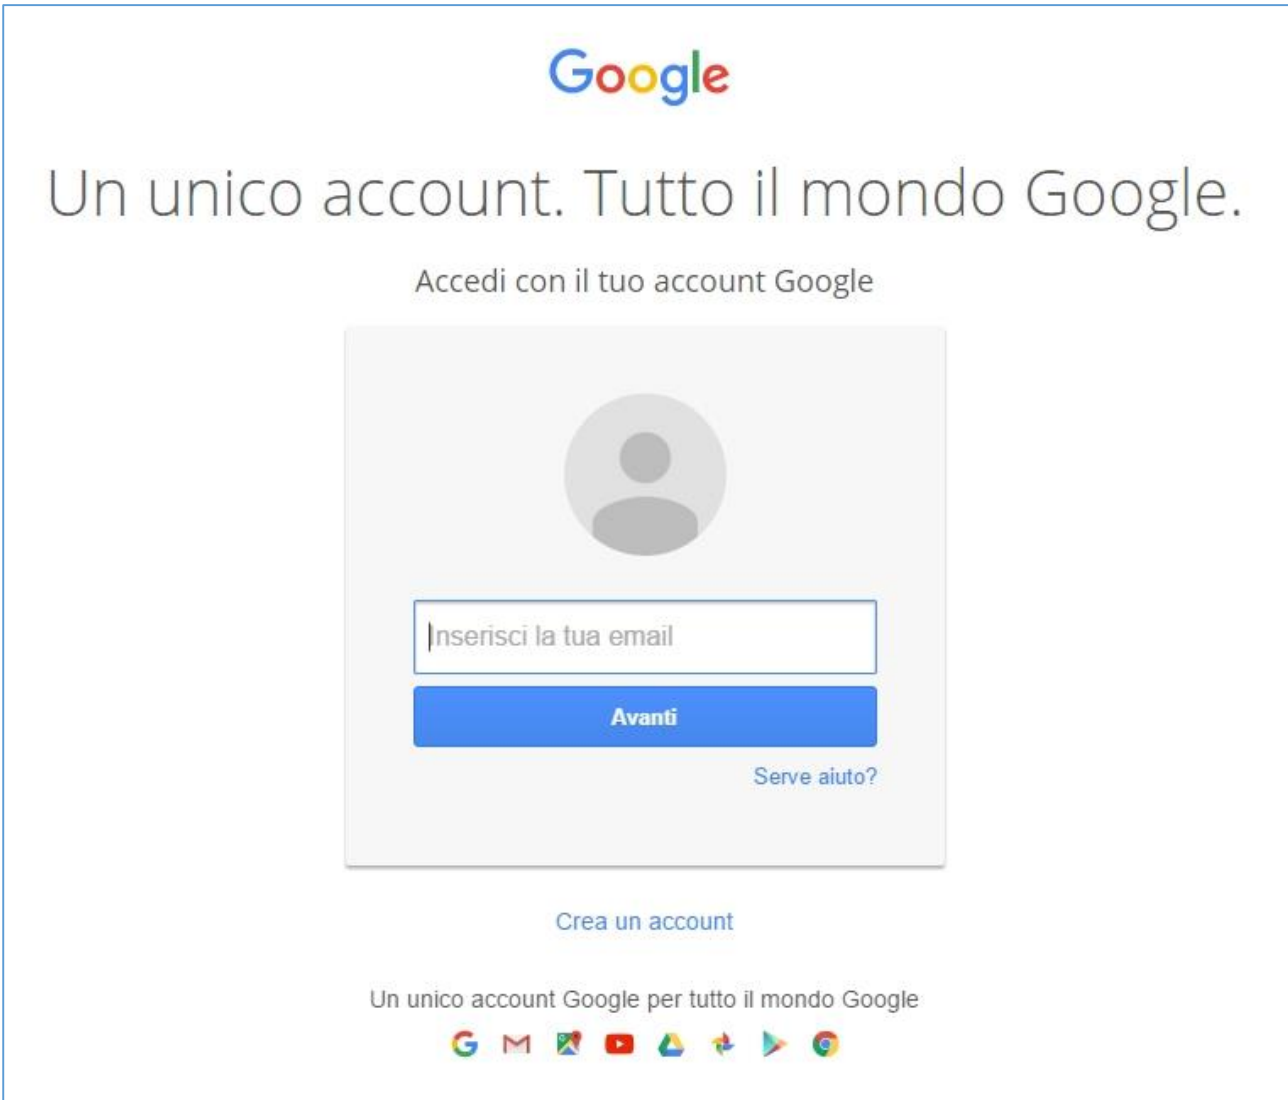 Google
Un unico account. Tutto il mondo Google.
Accedi con il tuo account Google
Inserisci la tua email
Avanti
Serve aiuto?
Crea un account
Un unico account Google per tutto il mondo Google